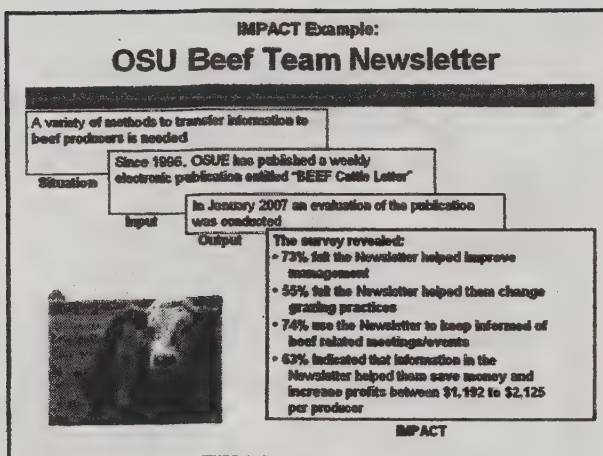 IMPACT Example:
OSU Beef Team Newsletter
A variety of methods to transfer information to
beef producers is needed
Situation
Since 1996, OSUE has published a weekly
electronic publication entitled "BEEF Cattle Letter"
Input
In January 2007 an evaluation of the publication
was conducted
Output
The survey revealed:
• 73% felt the Newsletter helped improve
management
• 55% felt the Newsletter helped them change
grazing practices
• 74% use the Newsletter to keep informed of
beef related meetings/events
• 63% indicated that information in the
Newsletter helped them save money and
increase profits between $1,192 to $2,125
per producer
IMPACT